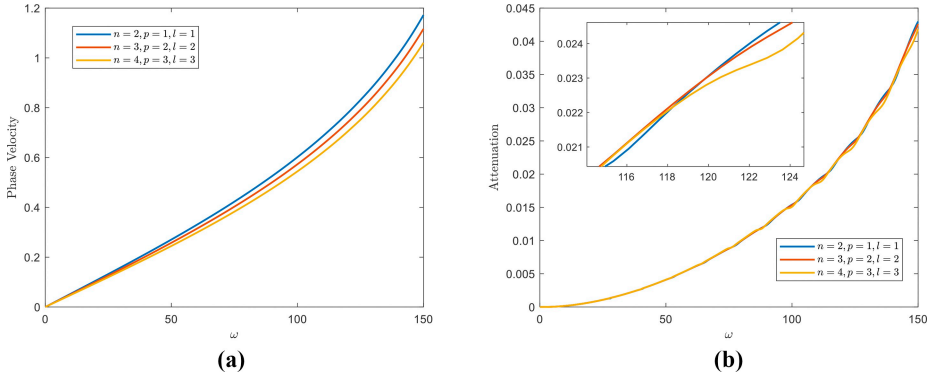 1.2
1
0.8
0.6
0.4
0.2
0
0
50
100
150
Phase Velocity
ω
n = 2, p = 1, l = 1
n = 3, p = 2, l = 2
n = 4, p = 3, l = 3
(a)
0.045
0.04
0.035
0.03
0.025
0.02
0.015
0.01
0.005
0
0
50
100
150
Attenuation
ω
0.024
0.023
0.022
0.021
116
118
120
122
124
n = 2, p = 1, l = 1
n = 3, p = 2, l = 2
n = 4, p = 3, l = 3
(b)